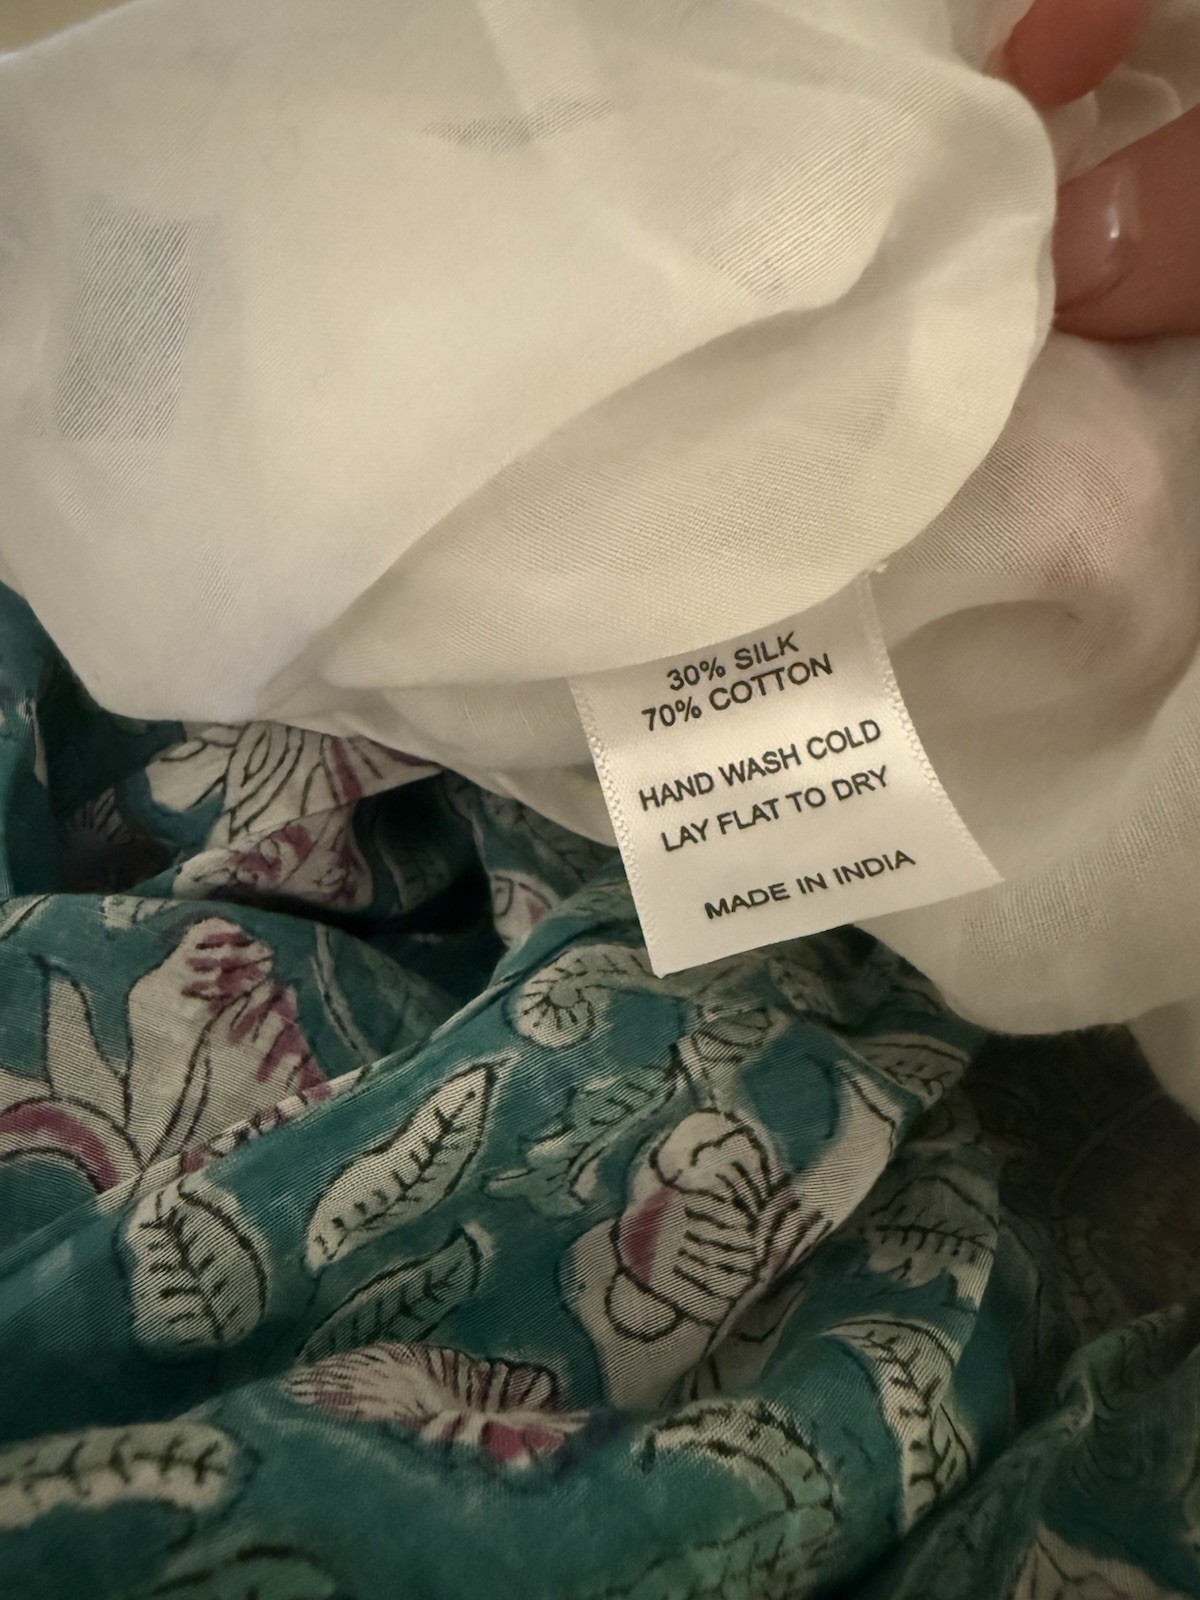 30% SILK
70% COTTON
HAND WASH COLD
LAY FLAT TO DRY
MADE IN INDIA